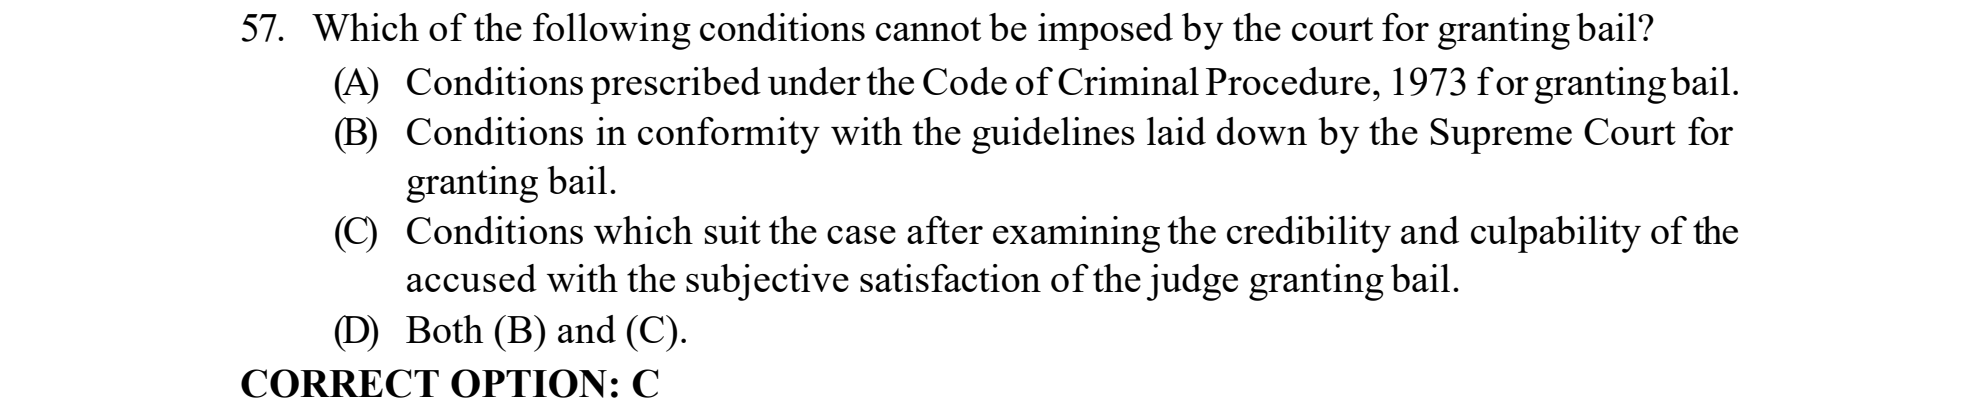 57. Which of the following conditions cannot be imposed by the court for granting bail?
(A) Conditions prescribed under the Code of Criminal Procedure, 1973 for granting bail.
(B) Conditions in conformity with the guidelines laid down by the Supreme Court for
granting bail.
(C) Conditions which suit the case after examining the credibility and culpability of the
accused with the subjective satisfaction of the judge granting bail.
(D) Both (B) and (C).
CORRECT OPTION: C